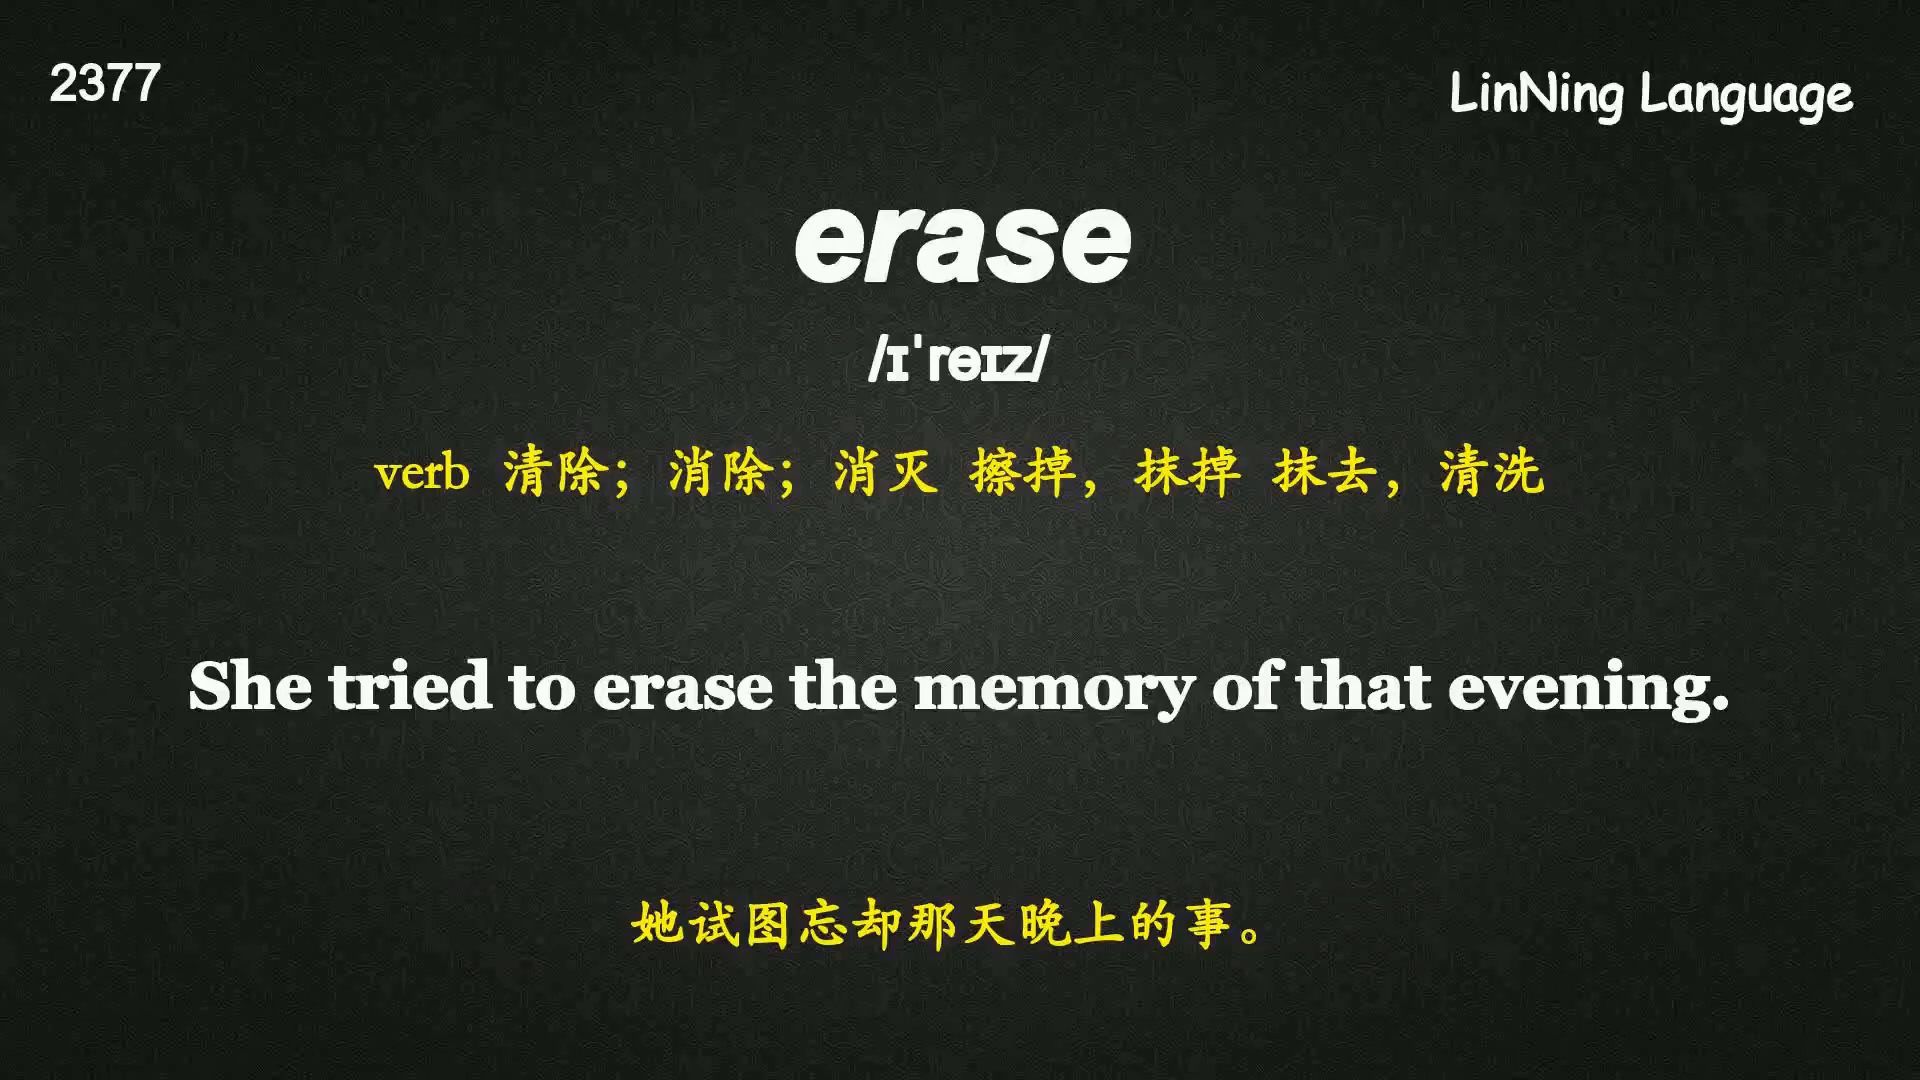 2377
LinNing Language
erase
/ɪˈreɪz/
verb 清除；消除；消灭 擦掉，抹掉 抹去，清洗
She tried to erase the memory of that evening.
她试图忘却那天晚上的事。